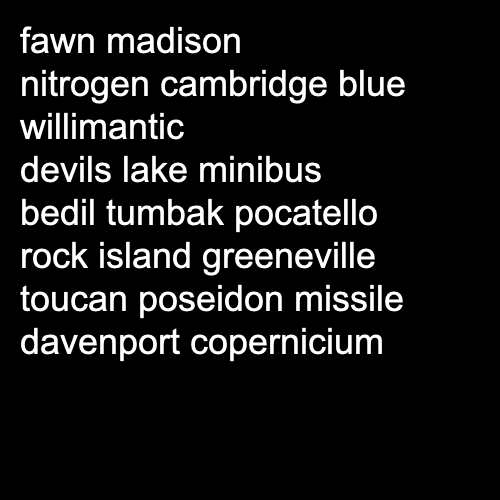 fawn madison
nitrogen cambridge blue
willimantic
devils lake minibus
bedil tumbak pocatello
rock island greeneville
toucan poseidon missile
davenport copernicium